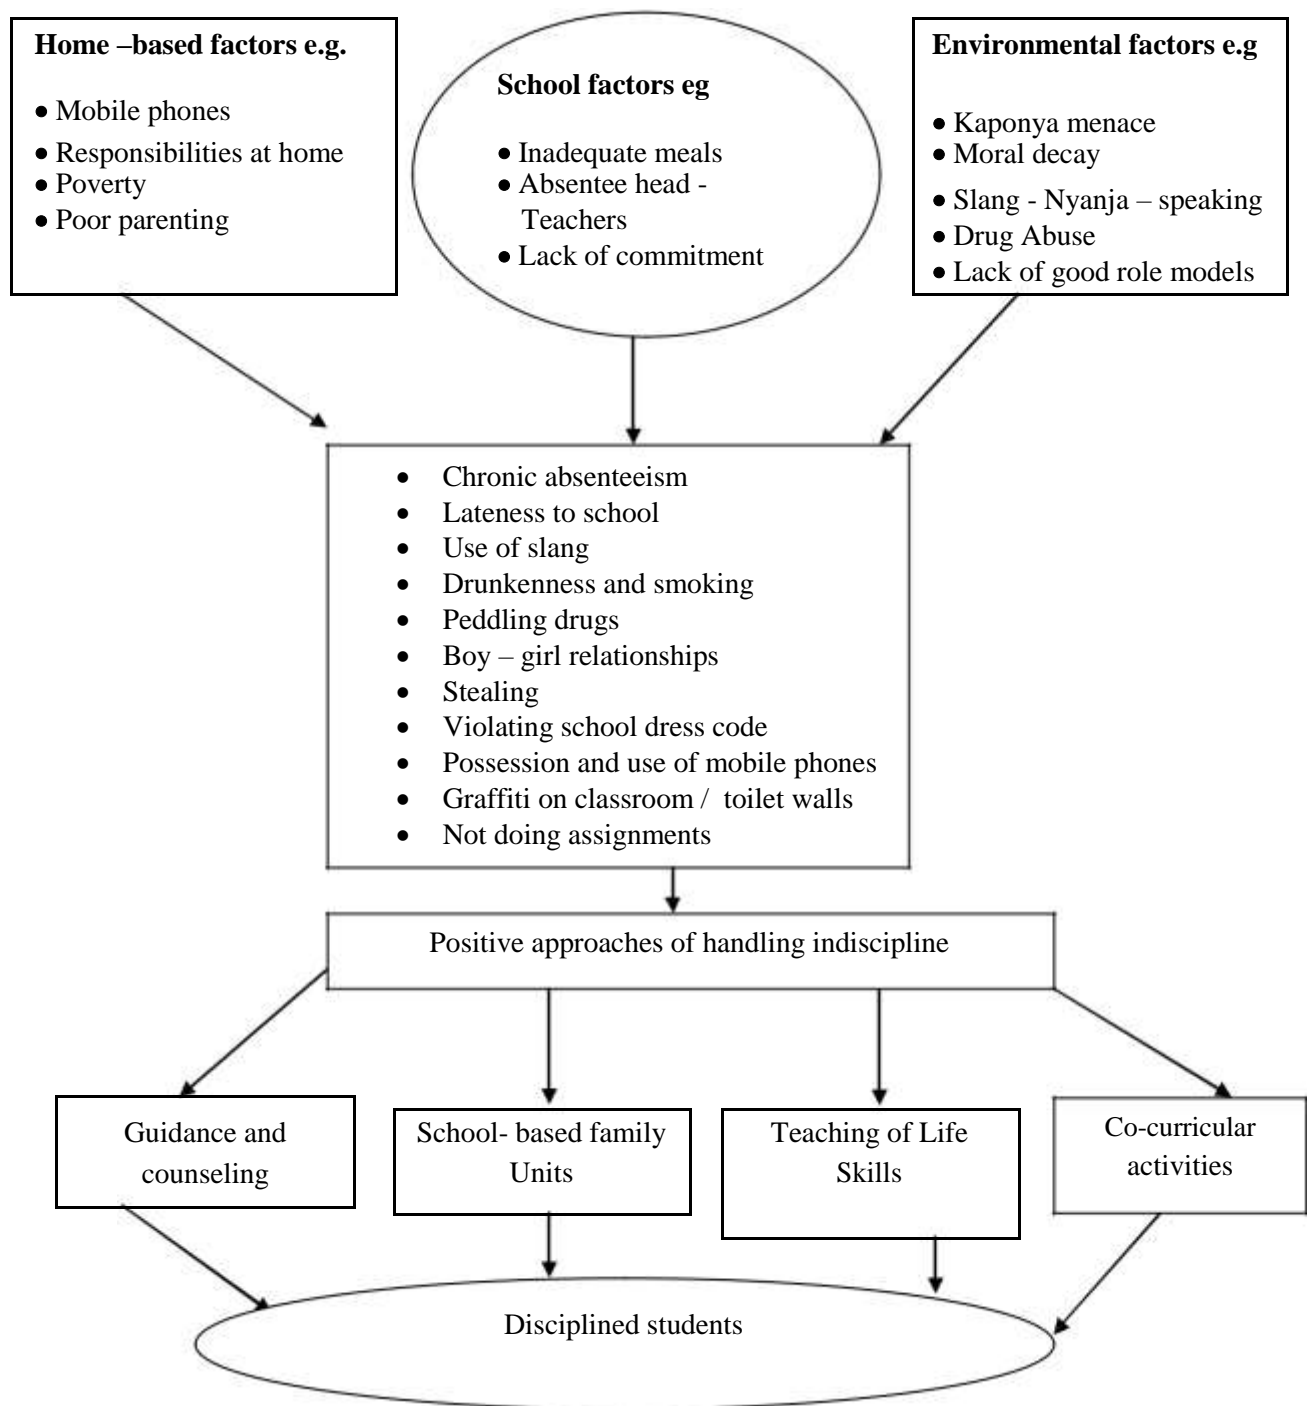 Home –based factors e.g.
• Mobile phones
• Responsibilities at home
• Poverty
• Poor parenting
School factors eg
• Inadequate meals
• Absentee head -
Teachers
• Lack of commitment
Environmental factors e.g
• Kaponya menace
• Moral decay
• Slang - Nyanja – speaking
• Drug Abuse
• Lack of good role models
• Chronic absenteeism
• Lateness to school
• Use of slang
• Drunkenness and smoking
• Peddling drugs
• Boy – girl relationships
• Stealing
• Violating school dress code
• Possession and use of mobile phones
• Graffiti on classroom / toilet walls
• Not doing assignments
Positive approaches of handling indiscipline
Guidance and
counseling
School- based family
Units
Teaching of Life
Skills
Co-curricular
activities
Disciplined students